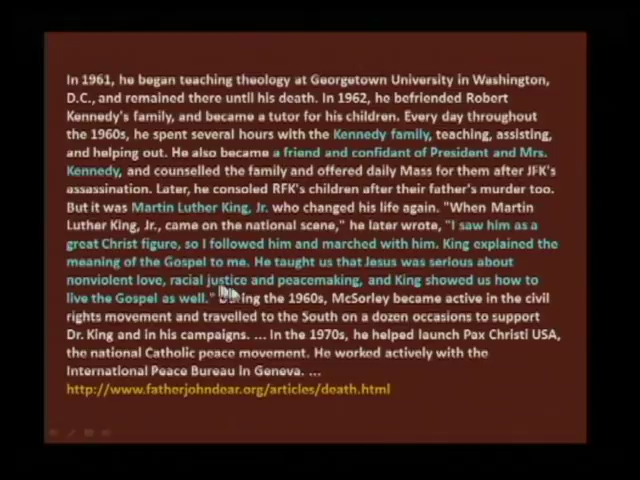 In 1961, he began teaching theology at Georgetown University in Washington,
D.C., and remained there until his death. In 1962, he befriended Robert
Kennedy's family, and became a tutor for his children. Every day throughout
the 1960s, he spent several hours with the Kennedy family, teaching, assisting,
and helping out. He also became a friend and confidant of President and Mrs.
Kennedy, and counselled the family and offered daily Mass for them after JFK's
assassination. Later, he consoled RFK's children after their father's murder too.
But it was Martin Luther King, Jr. who changed his life again. "When Martin
Luther King, Jr., came on the national scene," he later wrote, "I saw him as a
great Christ figure, so I followed him and marched with him. King explained the
meaning of the Gospel to me. He taught us that Jesus was serious about
nonviolent love, racial justice and peacemaking, and King showed us how to
live the Gospel as well." During the 1960s, McSorley became active in the civil
rights movement and travelled to the South on a dozen occasions to support
Dr. King and in his campaigns. ... In the 1970s, he helped launch Pax Christi USA,
the national Catholic peace movement. He worked actively with the
International Peace Bureau in Geneva. ...
http://www.fatherjohndear.org/articles/death.html